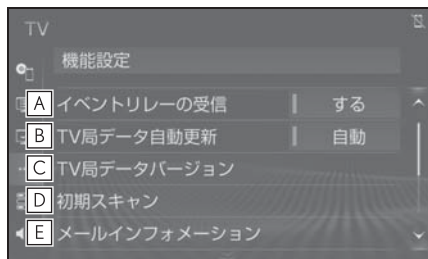 TV
機能設定
A イベントリレーの受信 する
B TV局データ自動更新 自動
C TV局データバージョン
D 初期スキャン
E メールインフォメーション